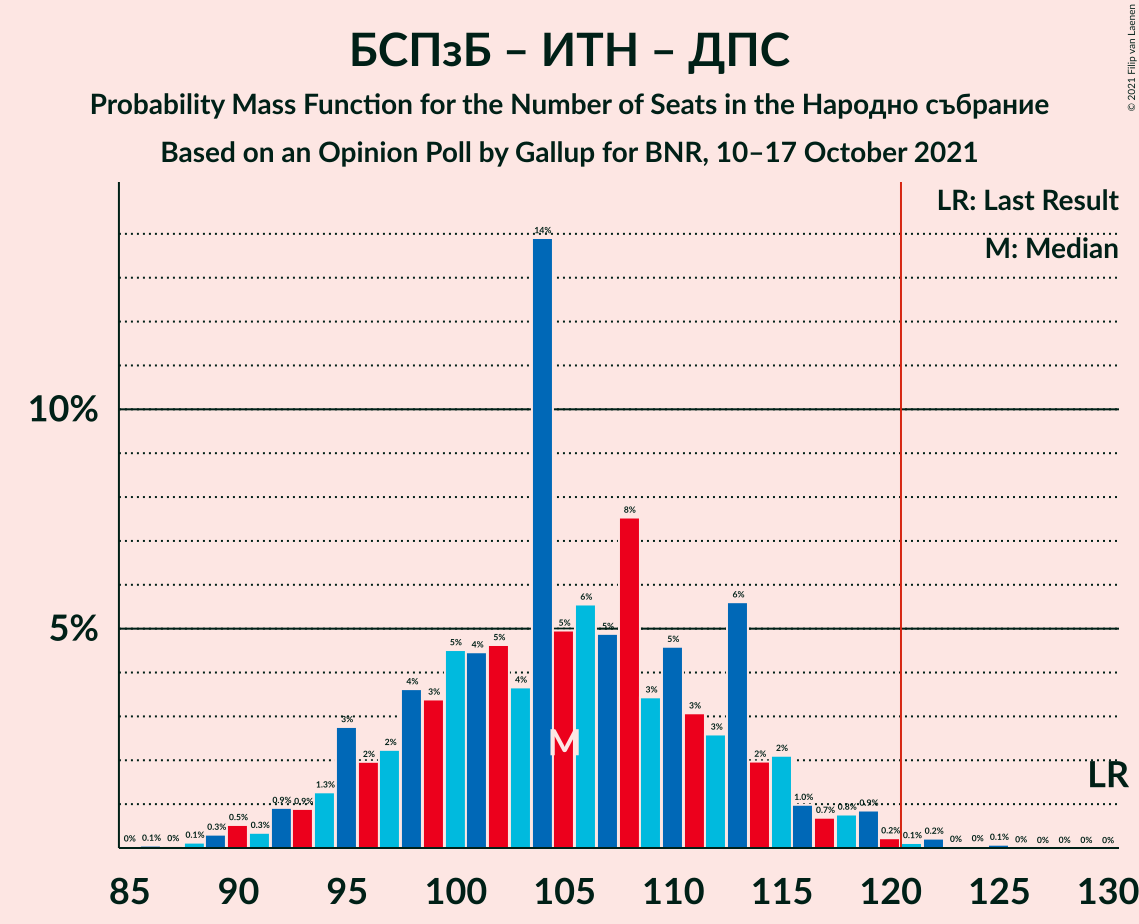 БСПзБ – ИТН – ДПС
Probability Mass Function for the Number of Seats in the Народно събрание
Based on an Opinion Poll by Gallup for BNR, 10–17 October 2021
© 2021 Filip van Laenen
LR: Last Result
M: Median
10%
5%
0% 0.1% 0% 0.1% 0.3% 0.5% 0.3% 0.9% 0.9% 1.3% 3% 2% 2% 4% 3% 5% 4% 5% 4% 14% 5% 6% 5% 8% 3% 5% 3% 3% 6% 2% 2% 1.0% 0.7% 0.8% 0.9% 0.2% 0.1% 0.2% 0% 0% 0.1% 0% 0% 0% 0% 0%
M
LR
85 90 95 100 105 110 115 120 125 130